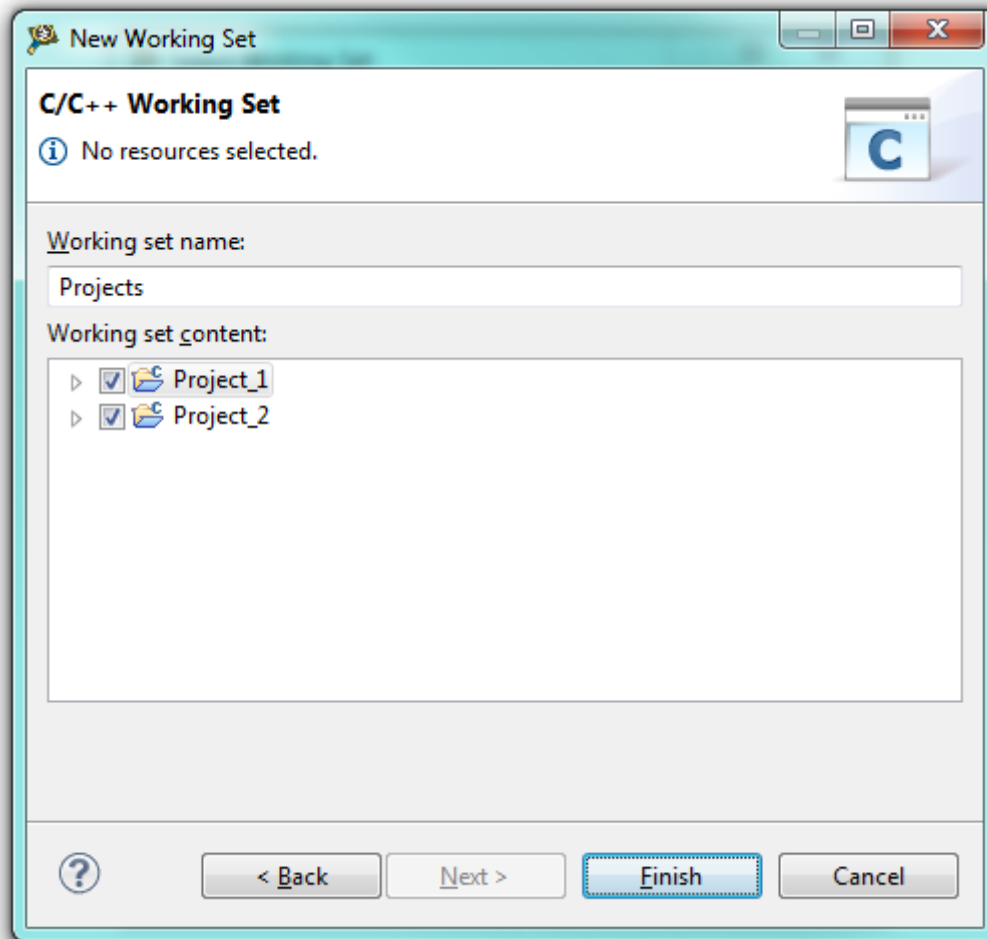 New Working Set
C/C++ Working Set
No resources selected.
Working set name:
Projects
Working set content:
Project_1
Project_2
< Back
Next >
Finish
Cancel